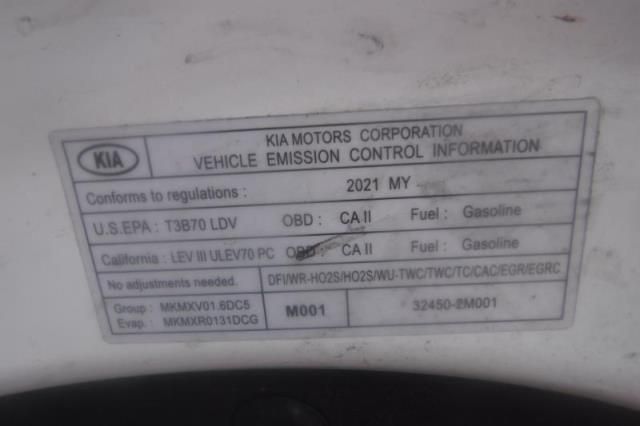 KIA
KIA MOTORS CORPORATION
VEHICLE EMISSION CONTROL INFORMATION
Conforms to regulations : 2021 MY
U.S.EPA : T3B70 LDV OBD : CA II Fuel : Gasoline
California : LEV III ULEV70 PC OBD : CA II Fuel : Gasoline
No adjustments needed. DFI/WR-HO2S/HO2S/WU-TWC/TWC/TC/CAC/EGR/EGRC
Group : MKMXV01.6DC5
Evap. : MKMXR0131DCG
M001 32450-2M001